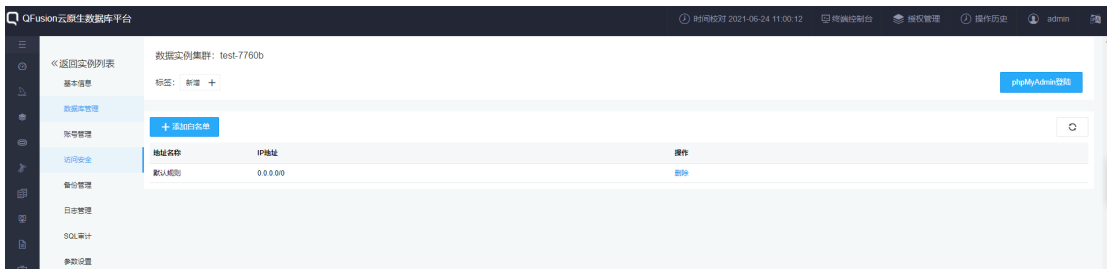 QFusion云原生数据库平台
时间校对 2021-06-24 11:00:12 终端控制台 授权管理 操作历史 admin
≪返回实例列表
基本信息
数据库管理
账号管理
访问安全
备份管理
日志管理
SQL审计
参数设置
数据实例集群：test-7760b
标签： 新增 ＋
phpMyAdmin登陆
＋ 添加白名单
地址名称 IP地址 操作
默认规则 0.0.0.0/0 删除